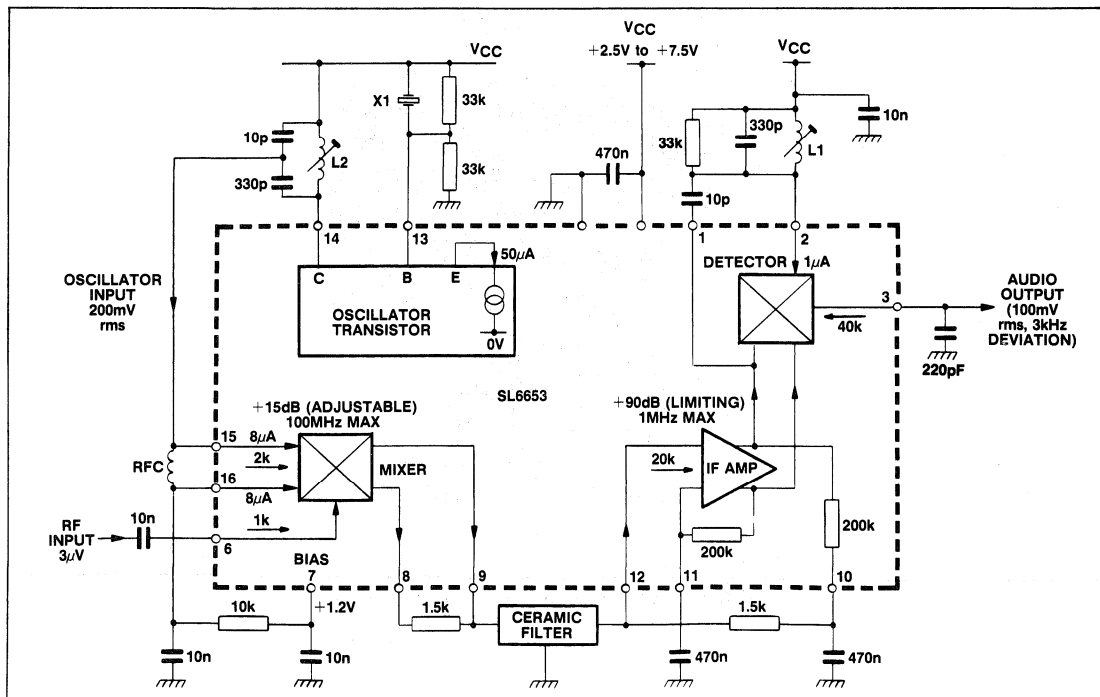 VCC
+2.5V to +7.5V
VCC
VCC
X1
33k
10p
L2
330p
33k
470n
33k
330p
L1
10n
10p
14
13
1
2
C
B
E
50µA
OSCILLATOR
TRANSISTOR
0V
DETECTOR
1µA
3
40k
AUDIO
OUTPUT
(100mV
rms, 3kHz
DEVIATION)
220pF
OSCILLATOR
INPUT
200mV
rms
SL6653
+15dB (ADJUSTABLE)
100MHz MAX
+90dB (LIMITING)
1MHz MAX
15
8µA
2k
RFC
16
8µA
MIXER
20k
IF AMP
10n
RF
INPUT
3µV
6
1k
200k
200k
BIAS
7
8
9
12
11
10
10k
+1.2V
1.5k
CERAMIC
FILTER
1.5k
10n
10n
470n
470n